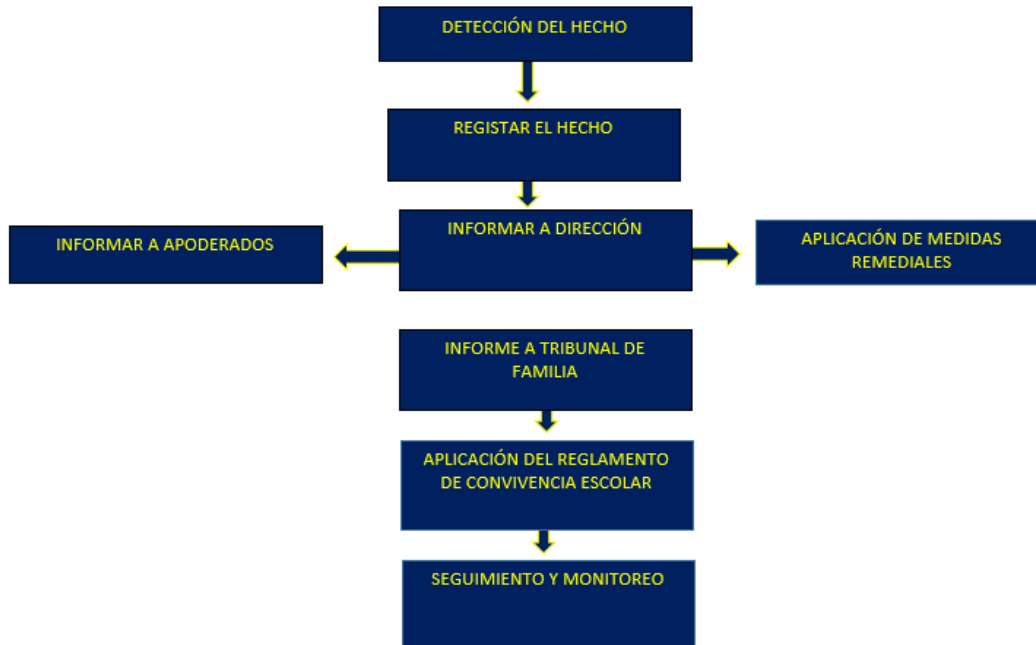 DETECCIÓN DEL HECHO
REGISTAR EL HECHO
INFORMAR A APODERADOS
INFORMAR A DIRECCIÓN
APLICACIÓN DE MEDIDAS
REMEDIALES
INFORME A TRIBUNAL DE
FAMILIA
APLICACIÓN DEL REGLAMENTO
DE CONVIVENCIA ESCOLAR
SEGUIMIENTO Y MONITOREO